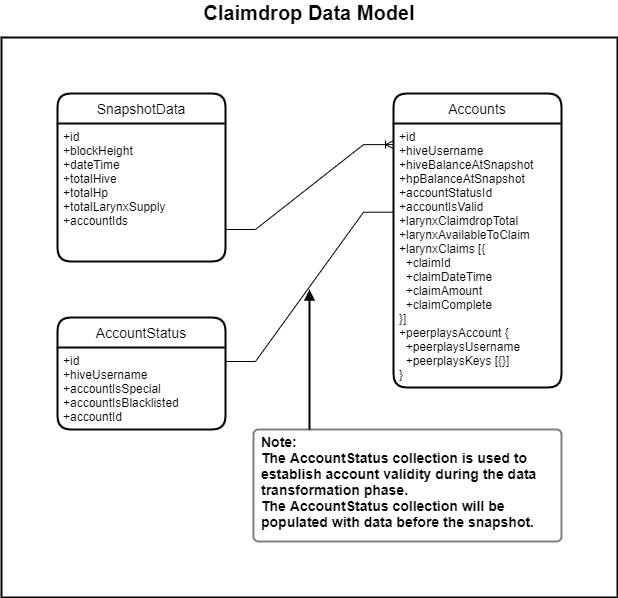 Claimdrop Data Model
SnapshotData
+id
+blockHeight
+dateTime
+totalHive
+totalHp
+totalLarynxSupply
+accountIds
Accounts
+id
+hiveUsername
+hiveBalanceAtSnapshot
+hpBalanceAtSnapshot
+accountStatusId
+accountIsValid
+larynxClaimdropTotal
+larynxAvailableToClaim
+larynxClaims [{
+claimId
+claimDateTime
+claimAmount
+claimComplete
}]
+peerplaysAccount {
+peerplaysUsername
+peerplaysKeys [{}]
}
AccountStatus
+id
+hiveUsername
+accountIsSpecial
+accountIsBlacklisted
+accountId
Note:
The AccountStatus collection is used to
establish account validity during the data
transformation phase.
The AccountStatus collection will be
populated with data before the snapshot.